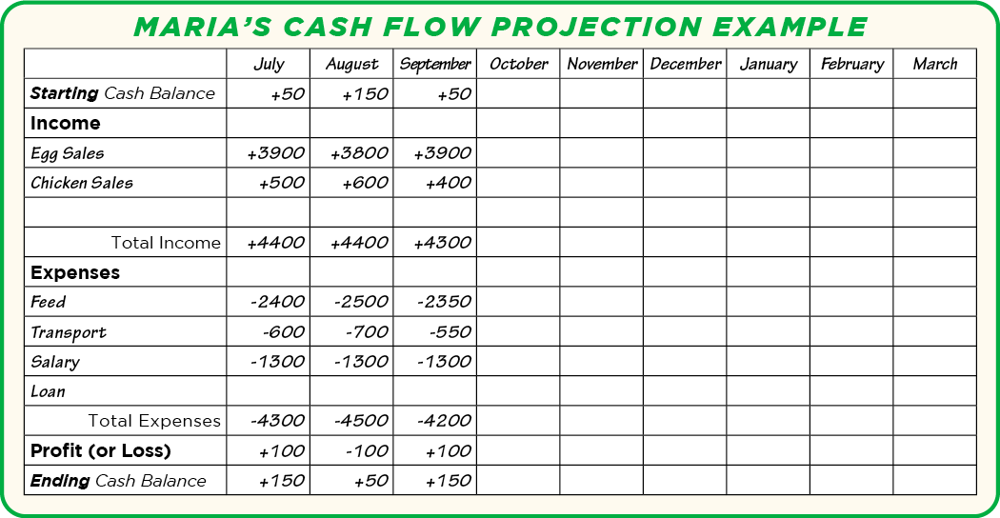 MARIA'S CASH FLOW PROJECTION EXAMPLE
July August September October November December January February March
Starting Cash Balance +50 +150 +50
Income
Egg Sales +3900 +3800 +3900
Chicken Sales +500 +600 +400
Total Income +4400 +4400 +4300
Expenses
Feed -2400 -2500 -2350
Transport -600 -700 -550
Salary -1300 -1300 -1300
Loan
Total Expenses -4300 -4500 -4200
Profit (or Loss) +100 -100 +100
Ending Cash Balance +150 +50 +150